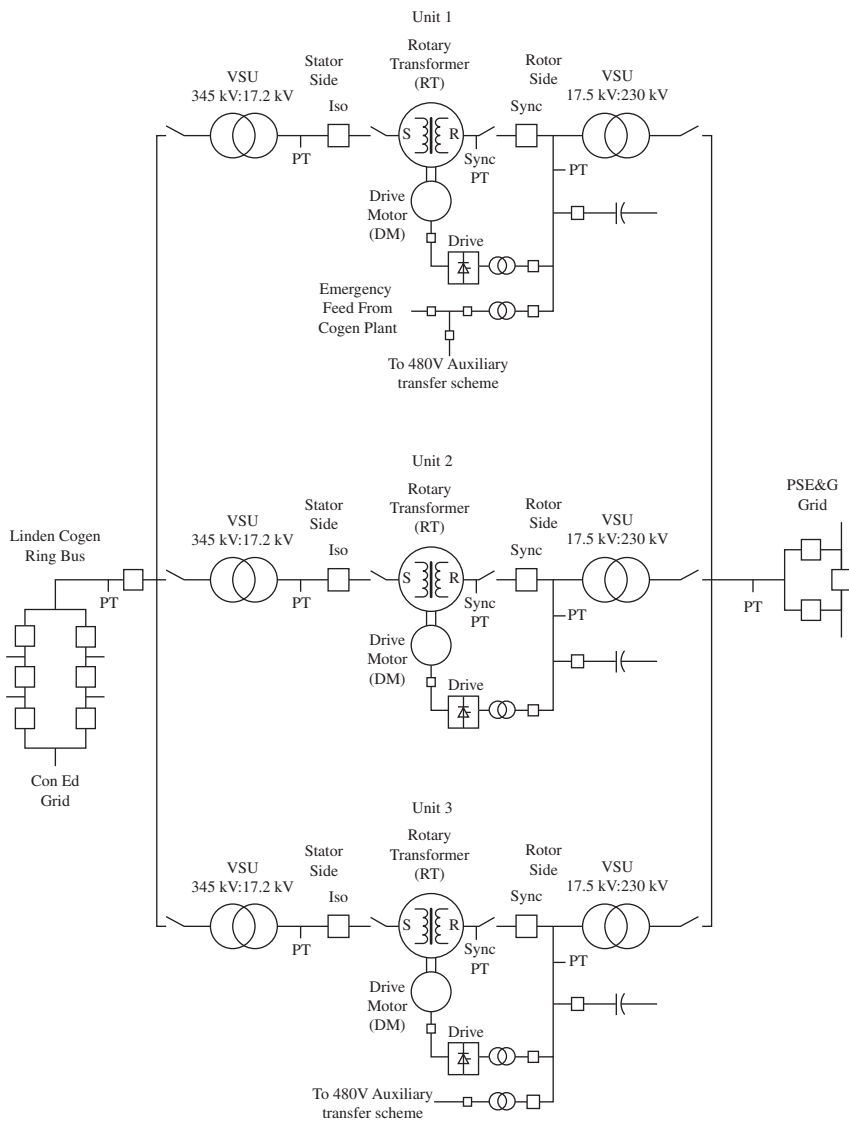 Unit 1
Rotary
Transformer
(RT)
Stator
Side
Rotor
Side
VSU
345 kV:17.2 kV
VSU
17.5 kV:230 kV
Iso
Sync
S
R
PT
Sync
PT
PT
Drive
Motor
(DM)
Drive
Emergency
Feed From
Cogen Plant
To 480V Auxiliary
transfer scheme
Unit 2
Rotary
Transformer
(RT)
Stator
Side
Rotor
Side
VSU
345 kV:17.2 kV
VSU
17.5 kV:230 kV
PSE&G
Grid
Linden Cogen
Ring Bus
Iso
Sync
S
R
PT
PT
Sync
PT
PT
PT
Drive
Motor
(DM)
Drive
Con Ed
Grid
Unit 3
Rotary
Transformer
(RT)
Stator
Side
Rotor
Side
VSU
345 kV:17.2 kV
VSU
17.5 kV:230 kV
Iso
Sync
S
R
PT
Sync
PT
PT
Drive
Motor
(DM)
Drive
To 480V Auxiliary
transfer scheme